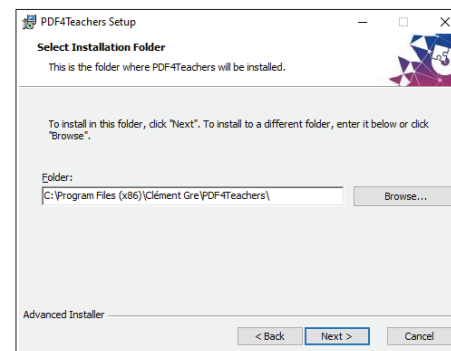 PDF4Teachers Setup
Select Installation Folder
This is the folder where PDF4Teachers will be installed.
To install in this folder, click "Next". To install to a different folder, enter it below or click
"Browse".
Folder:
C:\Program Files (x86)\Clément Gre\PDF4Teachers\
Browse...
Advanced Installer
< Back
Next >
Cancel